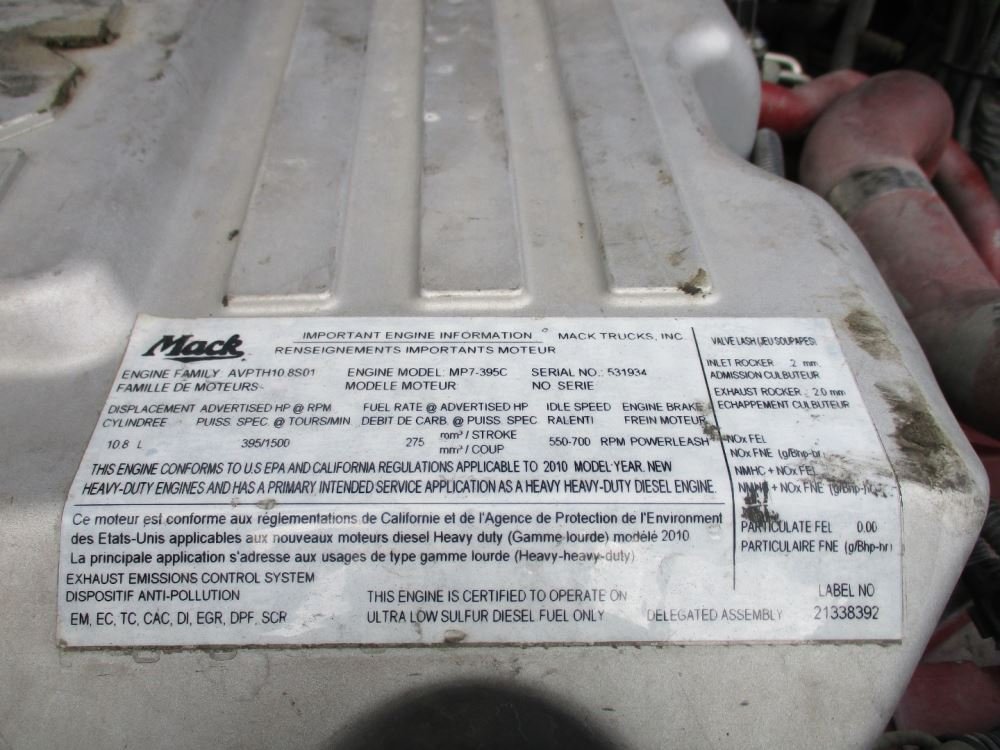 Mack
IMPORTANT ENGINE INFORMATION MACK TRUCKS, INC.
RENSEIGNEMENTS IMPORTANTS MOTEUR
ENGINE FAMILY: AVPTH10.8S01 ENGINE MODEL: MP7-395C SERIAL NO.: 531934
FAMILLE DE MOTEURS MODELE MOTEUR NO SERIE
DISPLACEMENT ADVERTISED HP @ RPM FUEL RATE @ ADVERTISED HP IDLE SPEED ENGINE BRAKE
CYLINDREE PUISS. SPEC. @ TOURS/MIN. DEBIT DE CARB. @ PUISS. SPEC RALENTI FREIN MOTEUR
10.8 L 395/1500 275 mm³ / STROKE 550-700 RPM POWERLEASH
mm³ / COUP
THIS ENGINE CONFORMS TO U.S EPA AND CALIFORNIA REGULATIONS APPLICABLE TO 2010 MODEL YEAR, NEW
HEAVY-DUTY ENGINES AND HAS A PRIMARY INTENDED SERVICE APPLICATION AS A HEAVY HEAVY-DUTY DIESEL ENGINE.
Ce moteur est conforme aux réglementations de Californie et de l'Agence de Protection de l'Environment
des Etats-Unis applicables aux nouveaux moteurs diesel Heavy duty (Gamme lourde) modélé 2010
La principale application s'adresse aux usages de type gamme lourde (Heavy-heavy-duty)
EXHAUST EMISSIONS CONTROL SYSTEM
DISPOSITIF ANTI-POLLUTION THIS ENGINE IS CERTIFIED TO OPERATE ON
EM, EC, TC, CAC, DI, EGR, DPF, SCR ULTRA LOW SULFUR DIESEL FUEL ONLY DELEGATED ASSEMBLY
VALVE LASH (JEU SOUPAPES)
INLET ROCKER .2 mm
ADMISSION CULBUTEUR
EXHAUST ROCKER 2.0 mm
ECHAPPEMENT CULBUTEUR
NOx FEL
NOx FNE (g/Bhp-hr)
NMHC + NOx FEL
+ NOx FNE (g/Bhp-hr)
PARTICULATE FEL 0.00
PARTICULAIRE FNE (g/Bhp-hr)
LABEL NO
21338392